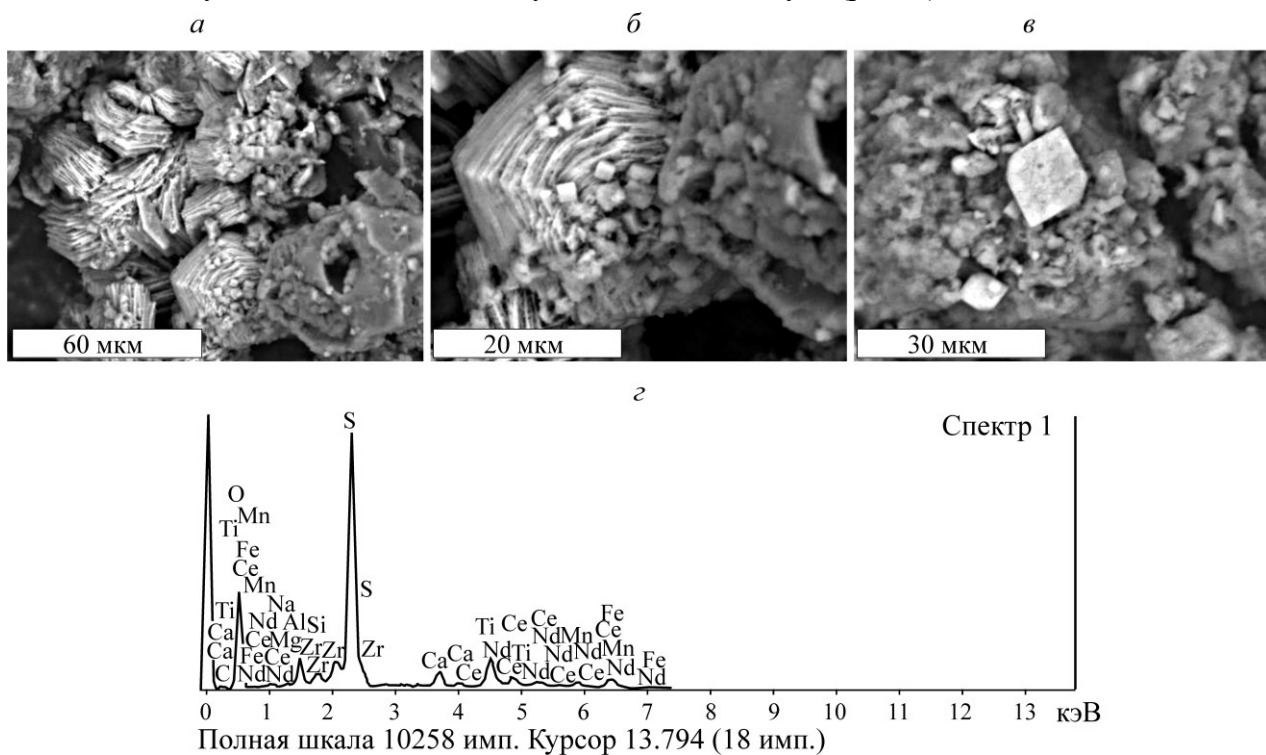 а б в
60 мкм 20 мкм 30 мкм
г
Спектр 1
S
O
Ti Mn
Fe
Ce
Mn
S
Na
Ti Nd Al Si
Ca Ce Mg Zr Zr Zr
Ca Fe Ce Zr
C Nd Nd
Fe
Ti Ce Ce Nd Mn Ce
Ca Ca Nd Ti Nd Nd Mn Fe
Ce Ce Nd Ce Ce Nd Nd
0 1 2 3 4 5 6 7 8 9 10 11 12 13 кэВ
Полная шкала 10258 имп. Курсор 13.794 (18 имп.)